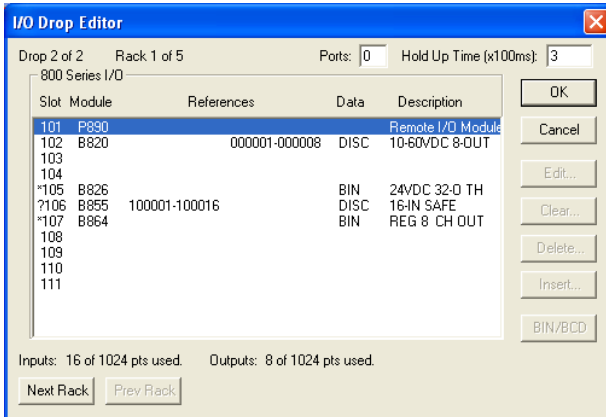 I/O Drop Editor
Drop 2 of 2 Rack 1 of 5 Ports: 0 Hold Up Time (x100ms): 3
800 Series I/O
Slot Module References Data Description
101 P890 Remote I/O Module
102 B820 000001-000008 DISC 10-60VDC 8-OUT
103
104
*105 B826 BIN 24VDC 32-O TH
?106 B855 100001-100016 DISC 16-IN SAFE
*107 B864 BIN REG 8 CH OUT
108
109
110
111
OK
Cancel
Edit...
Clear...
Delete...
Insert...
BIN/BCD
Inputs: 16 of 1024 pts used. Outputs: 8 of 1024 pts used.
Next Rack Prev Rack